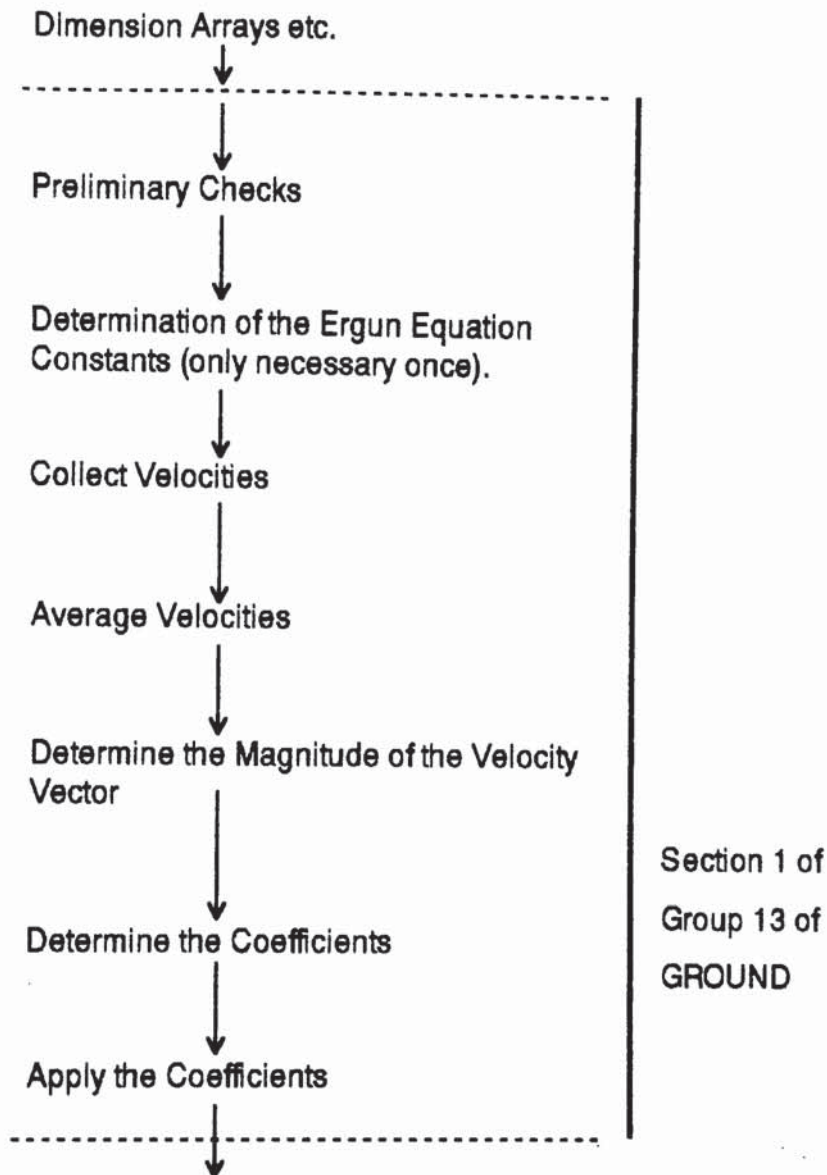 Dimension Arrays etc.
Preliminary Checks
Determination of the Ergun Equation
Constants (only necessary once).
Collect Velocities
Average Velocities
Determine the Magnitude of the Velocity
Vector
Determine the Coefficients
Apply the Coefficients
Section 1 of
Group 13 of
GROUND